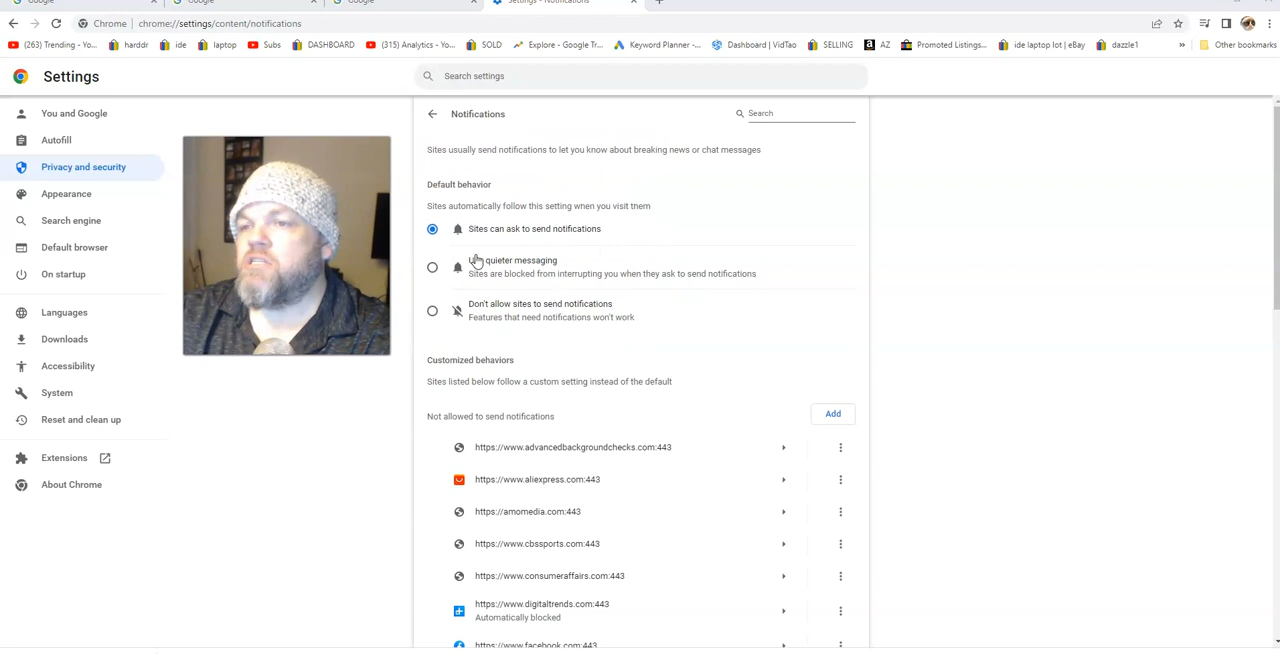 Google
Google
Google
Settings - Notifications
Chrome
chrome://settings/content/notifications
(263) Trending - Yo...
harddr
ide
laptop
Subs
DASHBOARD
(315) Analytics - Yo...
SOLD
Explore - Google Tr...
Keyword Planner -...
Dashboard | VidTao
SELLING
AZ
Promoted Listings...
ide laptop lot | eBay
dazzle1
»
Other bookmarks
Settings
Search settings
You and Google
Autofill
Privacy and security
Appearance
Search engine
Default browser
On startup
Languages
Downloads
Accessibility
System
Reset and clean up
Extensions
About Chrome
Notifications
Search
Sites usually send notifications to let you know about breaking news or chat messages
Default behavior
Sites automatically follow this setting when you visit them
Sites can ask to send notifications
quieter messaging
Sites are blocked from interrupting you when they ask to send notifications
Don't allow sites to send notifications
Features that need notifications won't work
Customized behaviors
Sites listed below follow a custom setting instead of the default
Not allowed to send notifications
Add
https://www.advancedbackgroundchecks.com:443
https://www.aliexpress.com:443
https://amomedia.com:443
https://www.cbssports.com:443
https://www.consumeraffairs.com:443
https://www.digitaltrends.com:443
Automatically blocked
https://www.facebook.com:443